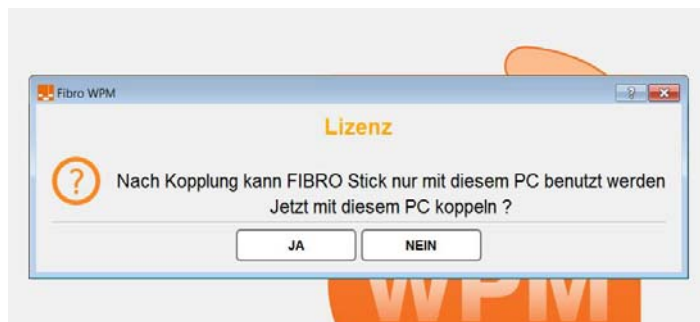 Fibro WPM
Lizenz
Nach Kopplung kann FIBRO Stick nur mit diesem PC benutzt werden
Jetzt mit diesem PC koppeln ?
JA NEIN
WPM